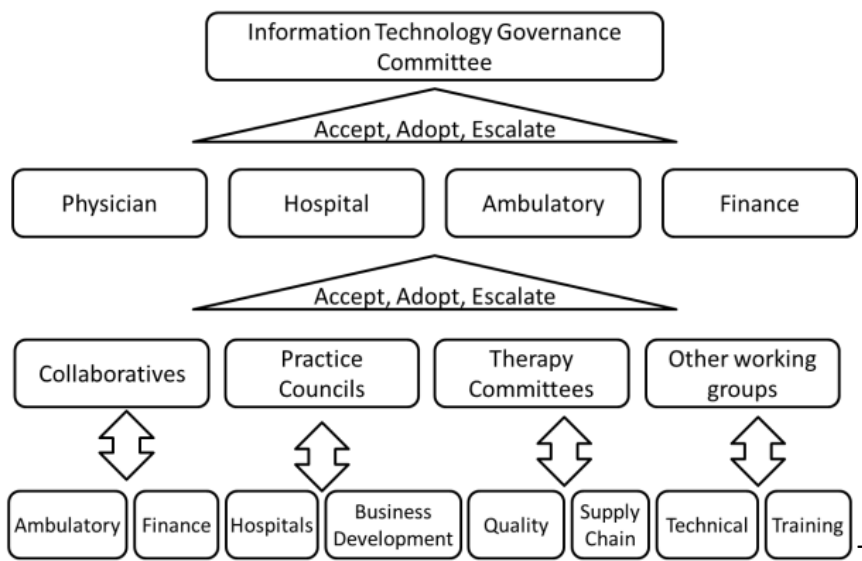 Information Technology Governance
Committee
Accept, Adopt, Escalate
Physician
Hospital
Ambulatory
Finance
Accept, Adopt, Escalate
Collaboratives
Practice
Councils
Therapy
Committees
Other working
groups
Ambulatory
Finance
Hospitals
Business
Development
Quality
Supply
Chain
Technical
Training